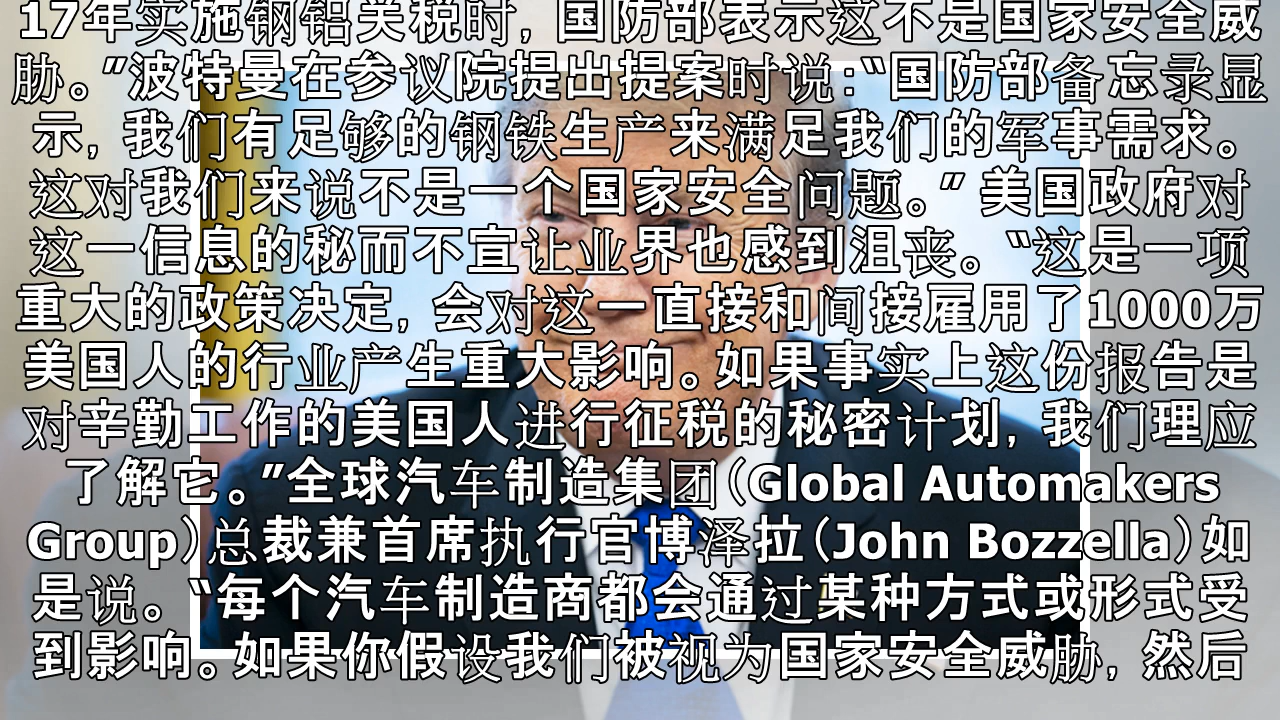 17年实施钢铝关税时，国防部表示这不是国家安全威
胁。”波特曼在参议院提出提案时说：“国防部备忘录显
示，我们有足够的钢铁生产来满足我们的军事需求。
这对我们来说不是一个国家安全问题。” 美国政府对
这一信息的秘而不宣让业界也感到沮丧。 “这是一项
重大的政策决定，会对这一直接和间接雇用了1000万
美国人的行业产生重大影响。如果事实上这份报告是
对辛勤工作的美国人进行征税的秘密计划，我们理应
了解它。”全球汽车制造集团（Global Automakers
Group）总裁兼首席执行官博泽拉（John Bozzella）如
是说。 “每个汽车制造商都会通过某种方式或形式受
到影响。如果你假设我们被视为国家安全威胁，然后